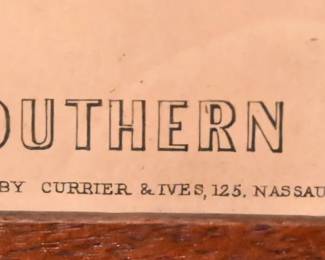 OUTHERN
BY CURRIER & IVES, 125. NASSAU